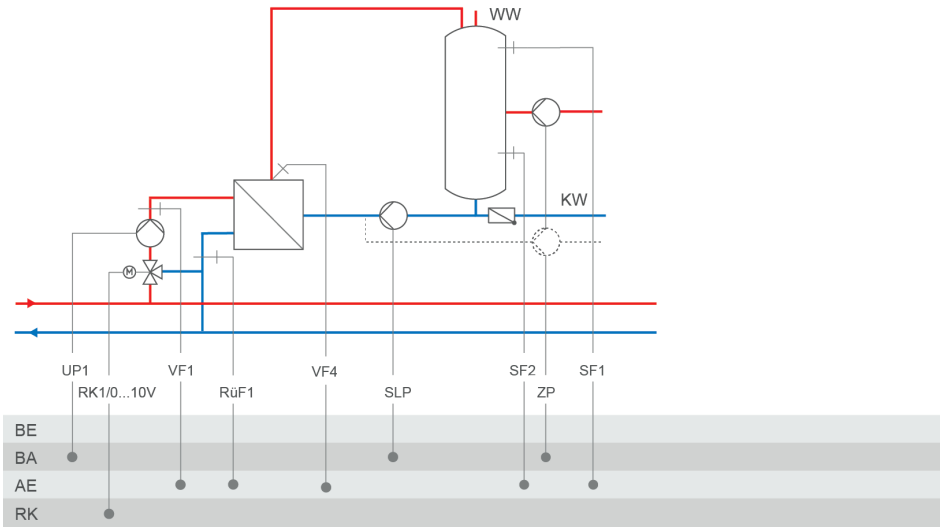 WW
KW
M
UP1 VF1 VF4 SF2 SF1
RK1/0...10V RüF1 SLP ZP
BE
BA
AE
RK